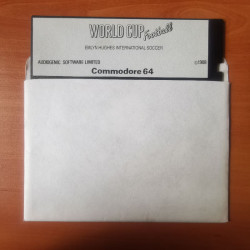 WORLD CUP Football
EMLYN HUGHES INTERNATIONAL SOCCER
AUDIOGENIC SOFTWARE LIMITED
Commodore 64